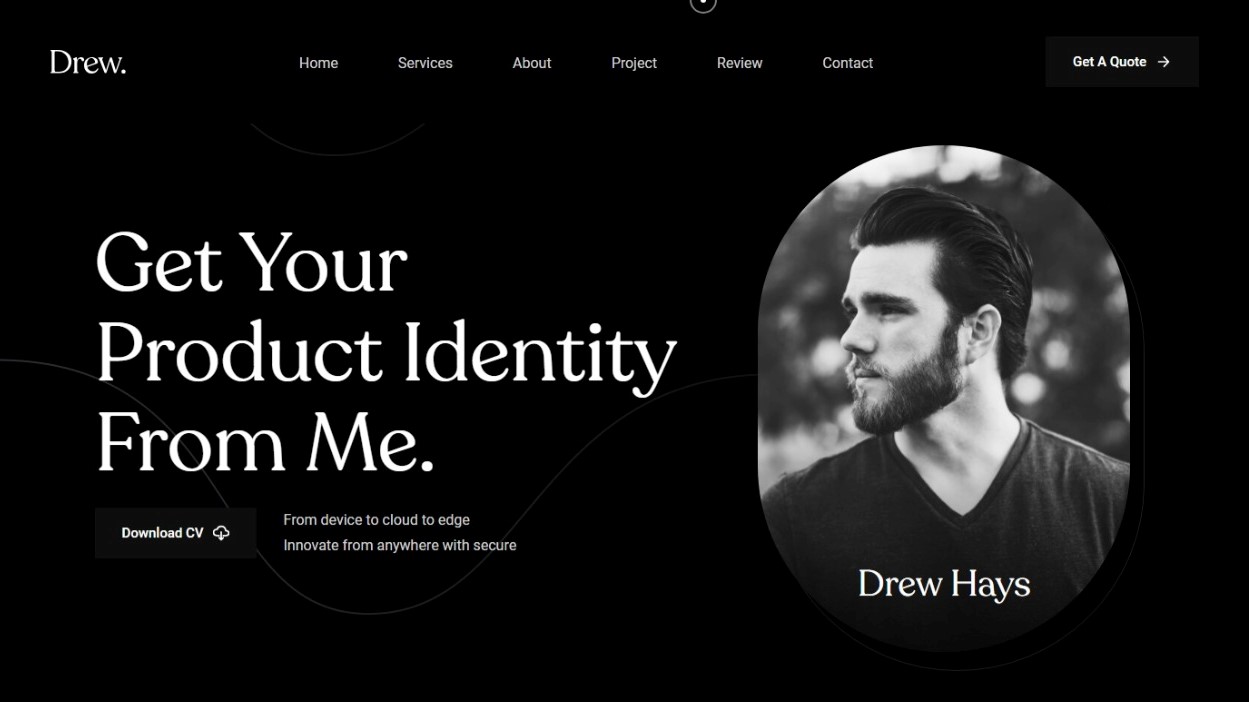 Drew.
Home Services About Project Review Contact
Get A Quote
Get Your
Product Identity
From Me.
Download CV
From device to cloud to edge
Innovate from anywhere with secure
Drew Hays